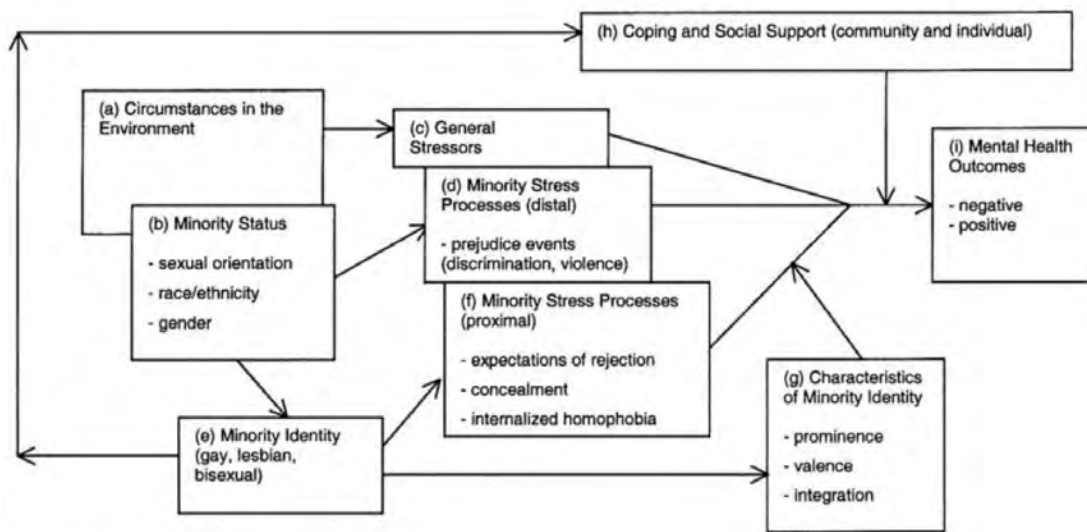 (h) Coping and Social Support (community and individual)
(a) Circumstances in the
Environment
(c) General
Stressors
(i) Mental Health
Outcomes
- negative
- positive
(d) Minority Stress
Processes (distal)
- prejudice events
(discrimination, violence)
(b) Minority Status
- sexual orientation
- race/ethnicity
- gender
(f) Minority Stress Processes
(proximal)
- expectations of rejection
- concealment
- internalized homophobia
(g) Characteristics
of Minority Identity
- prominence
- valence
- integration
(e) Minority Identity
(gay, lesbian,
bisexual)